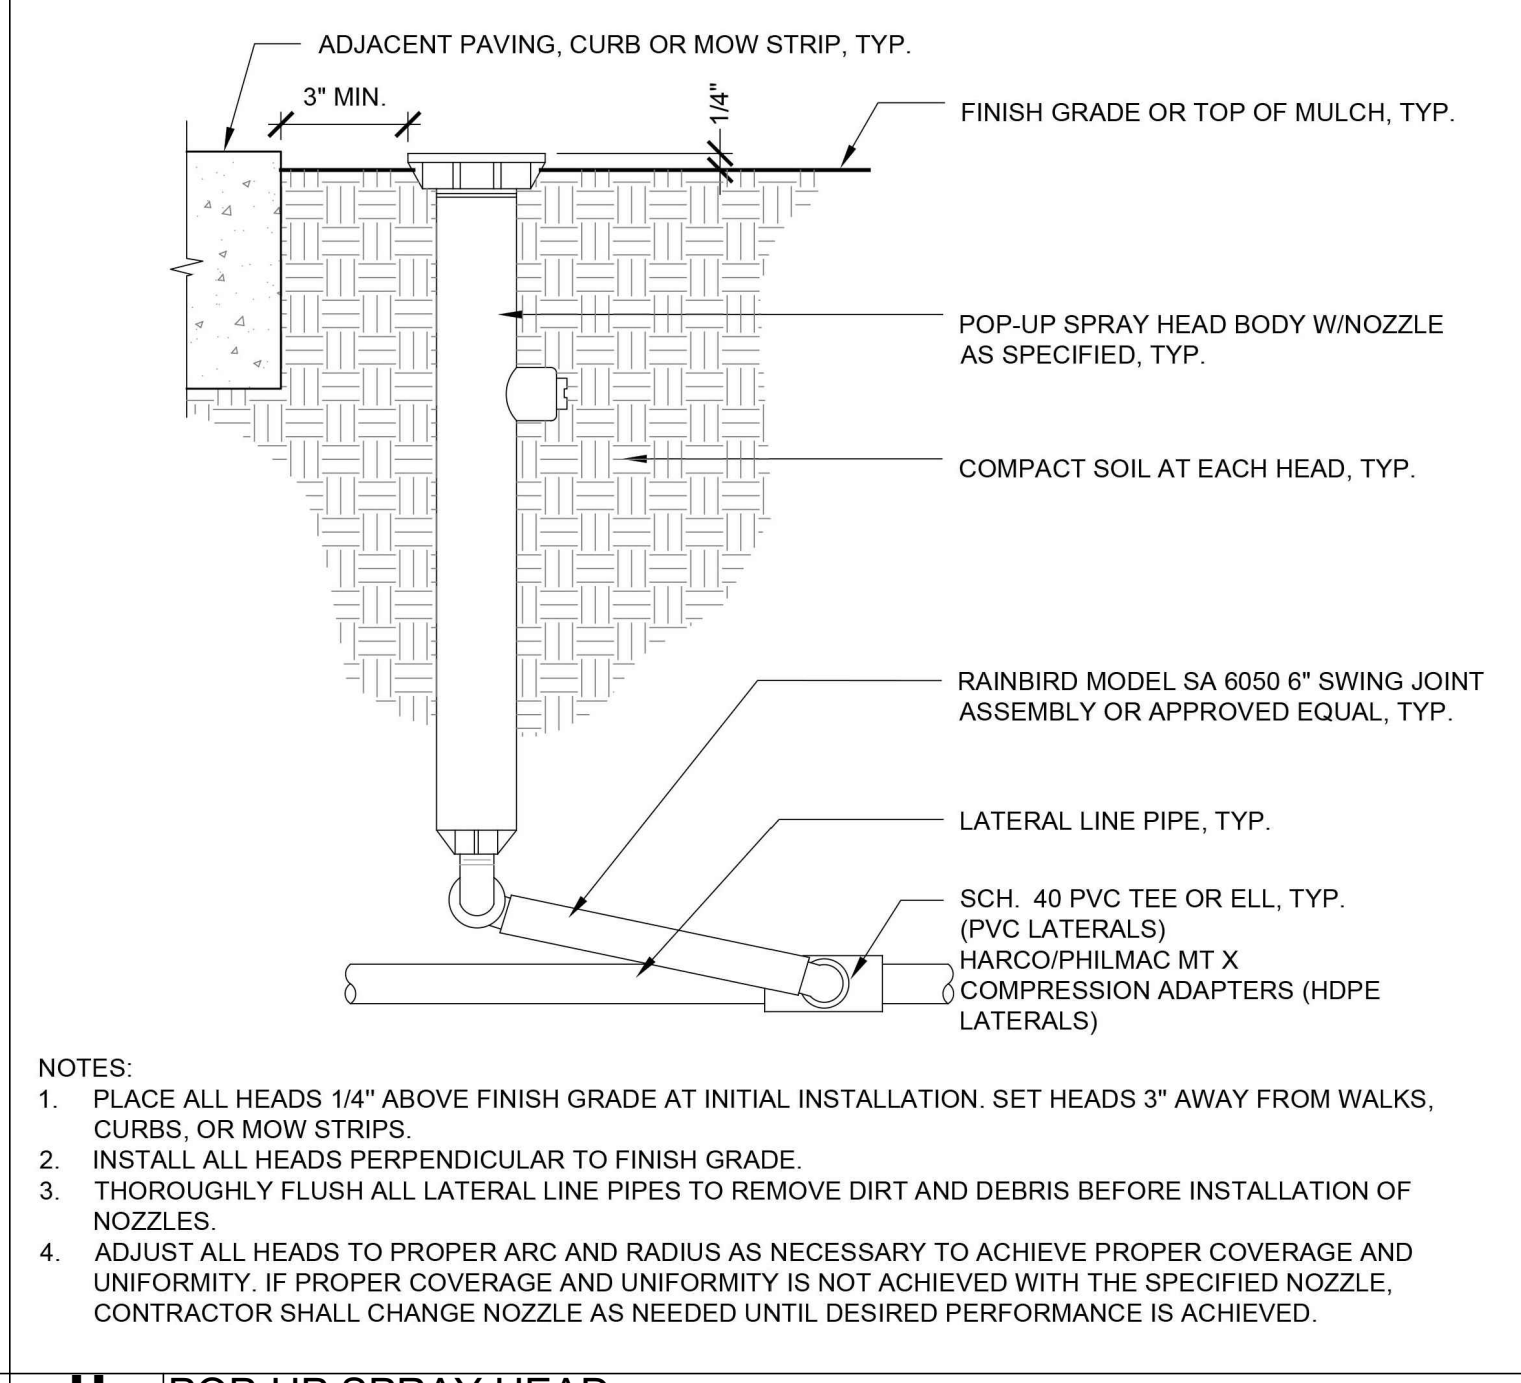 ADJACENT PAVING, CURB OR MOW STRIP, TYP.
3" MIN.
1/4"
FINISH GRADE OR TOP OF MULCH, TYP.
POP-UP SPRAY HEAD BODY W/NOZZLE
AS SPECIFIED, TYP.
COMPACT SOIL AT EACH HEAD, TYP.
RAINBIRD MODEL SA 6050 6" SWING JOINT
ASSEMBLY OR APPROVED EQUAL, TYP.
LATERAL LINE PIPE, TYP.
SCH. 40 PVC TEE OR ELL, TYP.
(PVC LATERALS)
HARCO/PHILMAC MT X
COMPRESSION ADAPTERS (HDPE
LATERALS)
NOTES:
1. PLACE ALL HEADS 1/4" ABOVE FINISH GRADE AT INITIAL INSTALLATION. SET HEADS 3" AWAY FROM WALKS,
CURBS, OR MOW STRIPS.
2. INSTALL ALL HEADS PERPENDICULAR TO FINISH GRADE.
3. THOROUGHLY FLUSH ALL LATERAL LINE PIPES TO REMOVE DIRT AND DEBRIS BEFORE INSTALLATION OF
NOZZLES.
4. ADJUST ALL HEADS TO PROPER ARC AND RADIUS AS NECESSARY TO ACHIEVE PROPER COVERAGE AND
UNIFORMITY. IF PROPER COVERAGE AND UNIFORMITY IS NOT ACHIEVED WITH THE SPECIFIED NOZZLE,
CONTRACTOR SHALL CHANGE NOZZLE AS NEEDED UNTIL DESIRED PERFORMANCE IS ACHIEVED.
POP-UP SPRAY HEAD